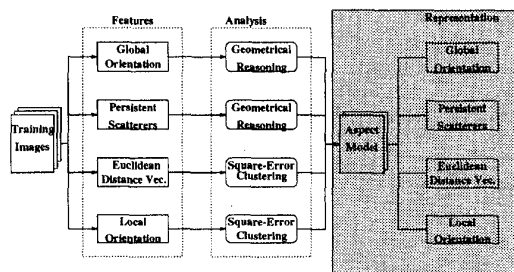 Features
Analysis
Representation
Global
Orientation
Geometrical
Reasoning
Global
Orientation
Training
Images
Persistent
Scatterers
Geometrical
Reasoning
Aspect
Model
Persistent
Scatterers
Euclidean
Distance Vec.
Square-Error
Clustering
Euclidean
Distance Vec.
Local
Orientation
Square-Error
Clustering
Local
Orientation